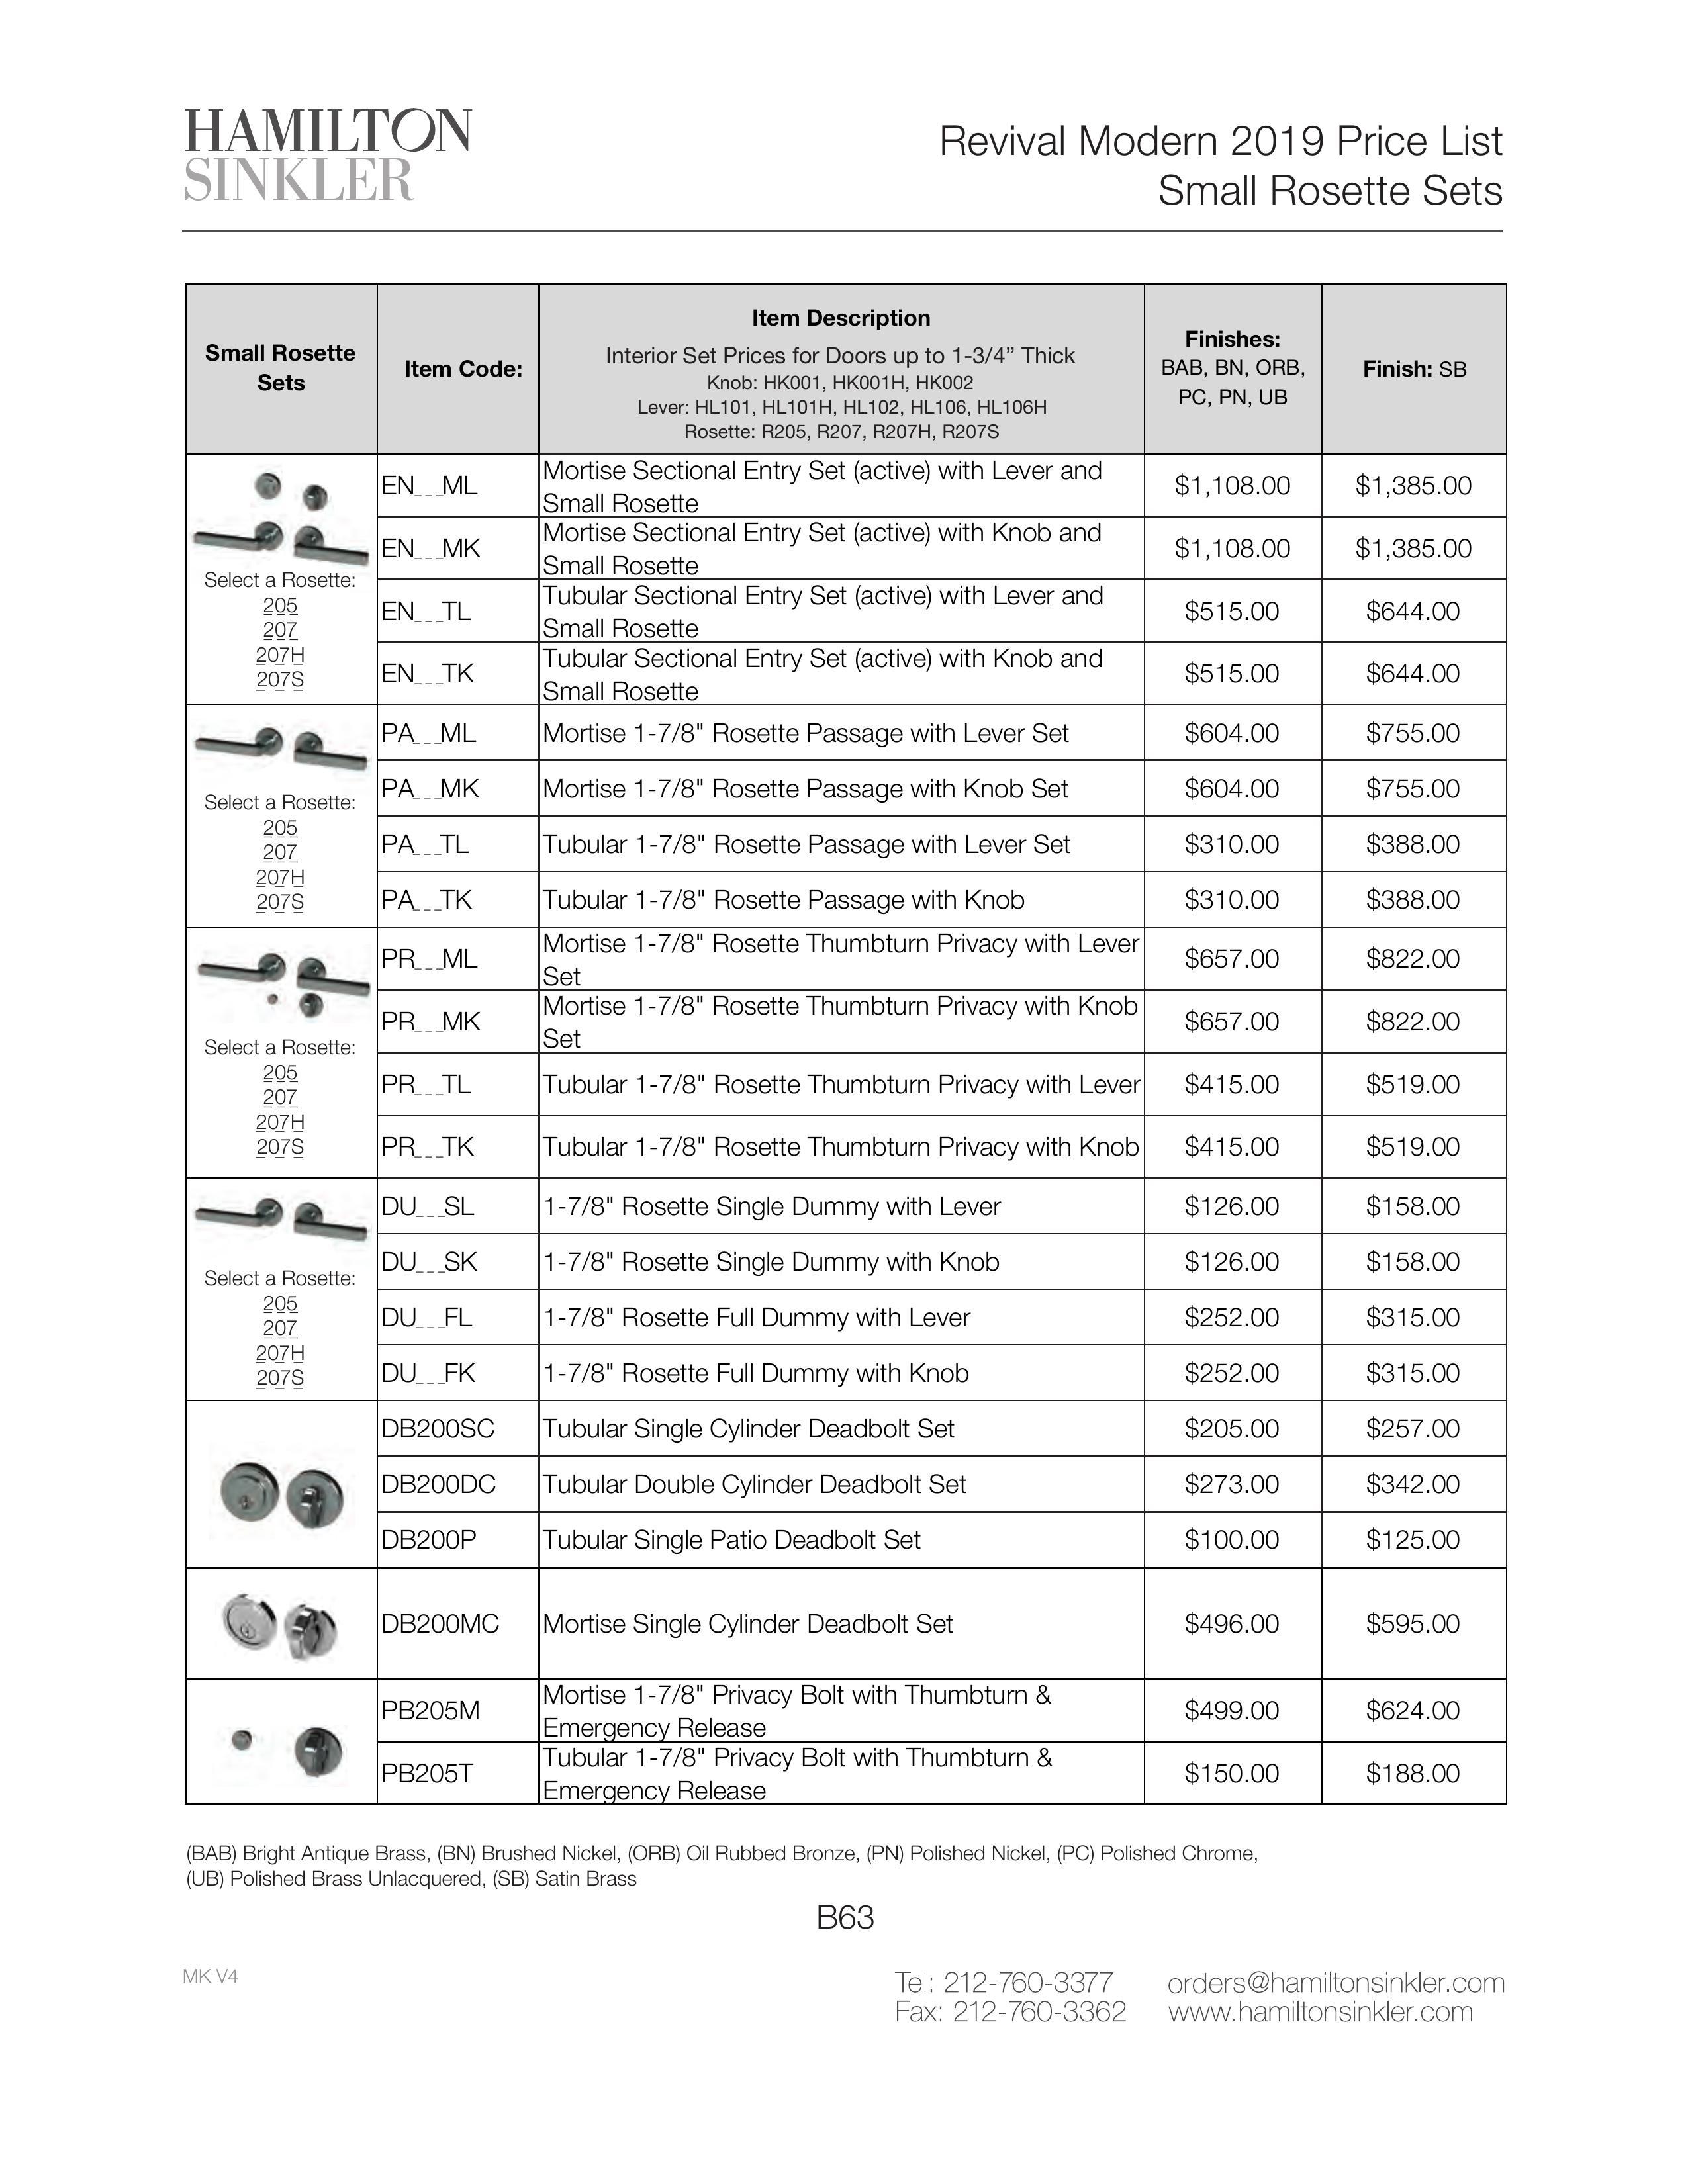 HAMILTON
SINKLER
Revival Modern 2019 Price List
Small Rosette Sets
Small Rosette
Sets
Item Code:
Item Description
Interior Set Prices for Doors up to 1-3/4” Thick
Knob: HK001, HK001H, HK002
Lever: HL101, HL101H, HL102, HL106, HL106H
Rosette: R205, R207, R207H, R207S
Finishes:
BAB, BN, ORB,
PC, PN, UB
Finish: SB
Select a Rosette:
205
207
207H
207S
EN___ML
Mortise Sectional Entry Set (active) with Lever and
Small Rosette
$1,108.00
$1,385.00
EN___MK
Mortise Sectional Entry Set (active) with Knob and
Small Rosette
$1,108.00
$1,385.00
EN___TL
Tubular Sectional Entry Set (active) with Lever and
Small Rosette
$515.00
$644.00
EN___TK
Tubular Sectional Entry Set (active) with Knob and
Small Rosette
$515.00
$644.00
Select a Rosette:
205
207
207H
207S
PA___ML
Mortise 1-7/8" Rosette Passage with Lever Set
$604.00
$755.00
PA___MK
Mortise 1-7/8" Rosette Passage with Knob Set
$604.00
$755.00
PA___TL
Tubular 1-7/8" Rosette Passage with Lever Set
$310.00
$388.00
PA___TK
Tubular 1-7/8" Rosette Passage with Knob
$310.00
$388.00
Select a Rosette:
205
207
207H
207S
PR___ML
Mortise 1-7/8" Rosette Thumbturn Privacy with Lever
Set
$657.00
$822.00
PR___MK
Mortise 1-7/8" Rosette Thumbturn Privacy with Knob
Set
$657.00
$822.00
PR___TL
Tubular 1-7/8" Rosette Thumbturn Privacy with Lever
$415.00
$519.00
PR___TK
Tubular 1-7/8" Rosette Thumbturn Privacy with Knob
$415.00
$519.00
Select a Rosette:
205
207
207H
207S
DU___SL
1-7/8" Rosette Single Dummy with Lever
$126.00
$158.00
DU___SK
1-7/8" Rosette Single Dummy with Knob
$126.00
$158.00
DU___FL
1-7/8" Rosette Full Dummy with Lever
$252.00
$315.00
DU___FK
1-7/8" Rosette Full Dummy with Knob
$252.00
$315.00
DB200SC
Tubular Single Cylinder Deadbolt Set
$205.00
$257.00
DB200DC
Tubular Double Cylinder Deadbolt Set
$273.00
$342.00
DB200P
Tubular Single Patio Deadbolt Set
$100.00
$125.00
DB200MC
Mortise Single Cylinder Deadbolt Set
$496.00
$595.00
PB205M
Mortise 1-7/8" Privacy Bolt with Thumbturn &
Emergency Release
$499.00
$624.00
PB205T
Tubular 1-7/8" Privacy Bolt with Thumbturn &
Emergency Release
$150.00
$188.00
(BAB) Bright Antique Brass, (BN) Brushed Nickel, (ORB) Oil Rubbed Bronze, (PN) Polished Nickel, (PC) Polished Chrome,
(UB) Polished Brass Unlacquered, (SB) Satin Brass
B63
MK V4
Tel: 212-760-3377
orders@hamiltonsinkler.com
Fax: 212-760-3362
www.hamiltonsinkler.com